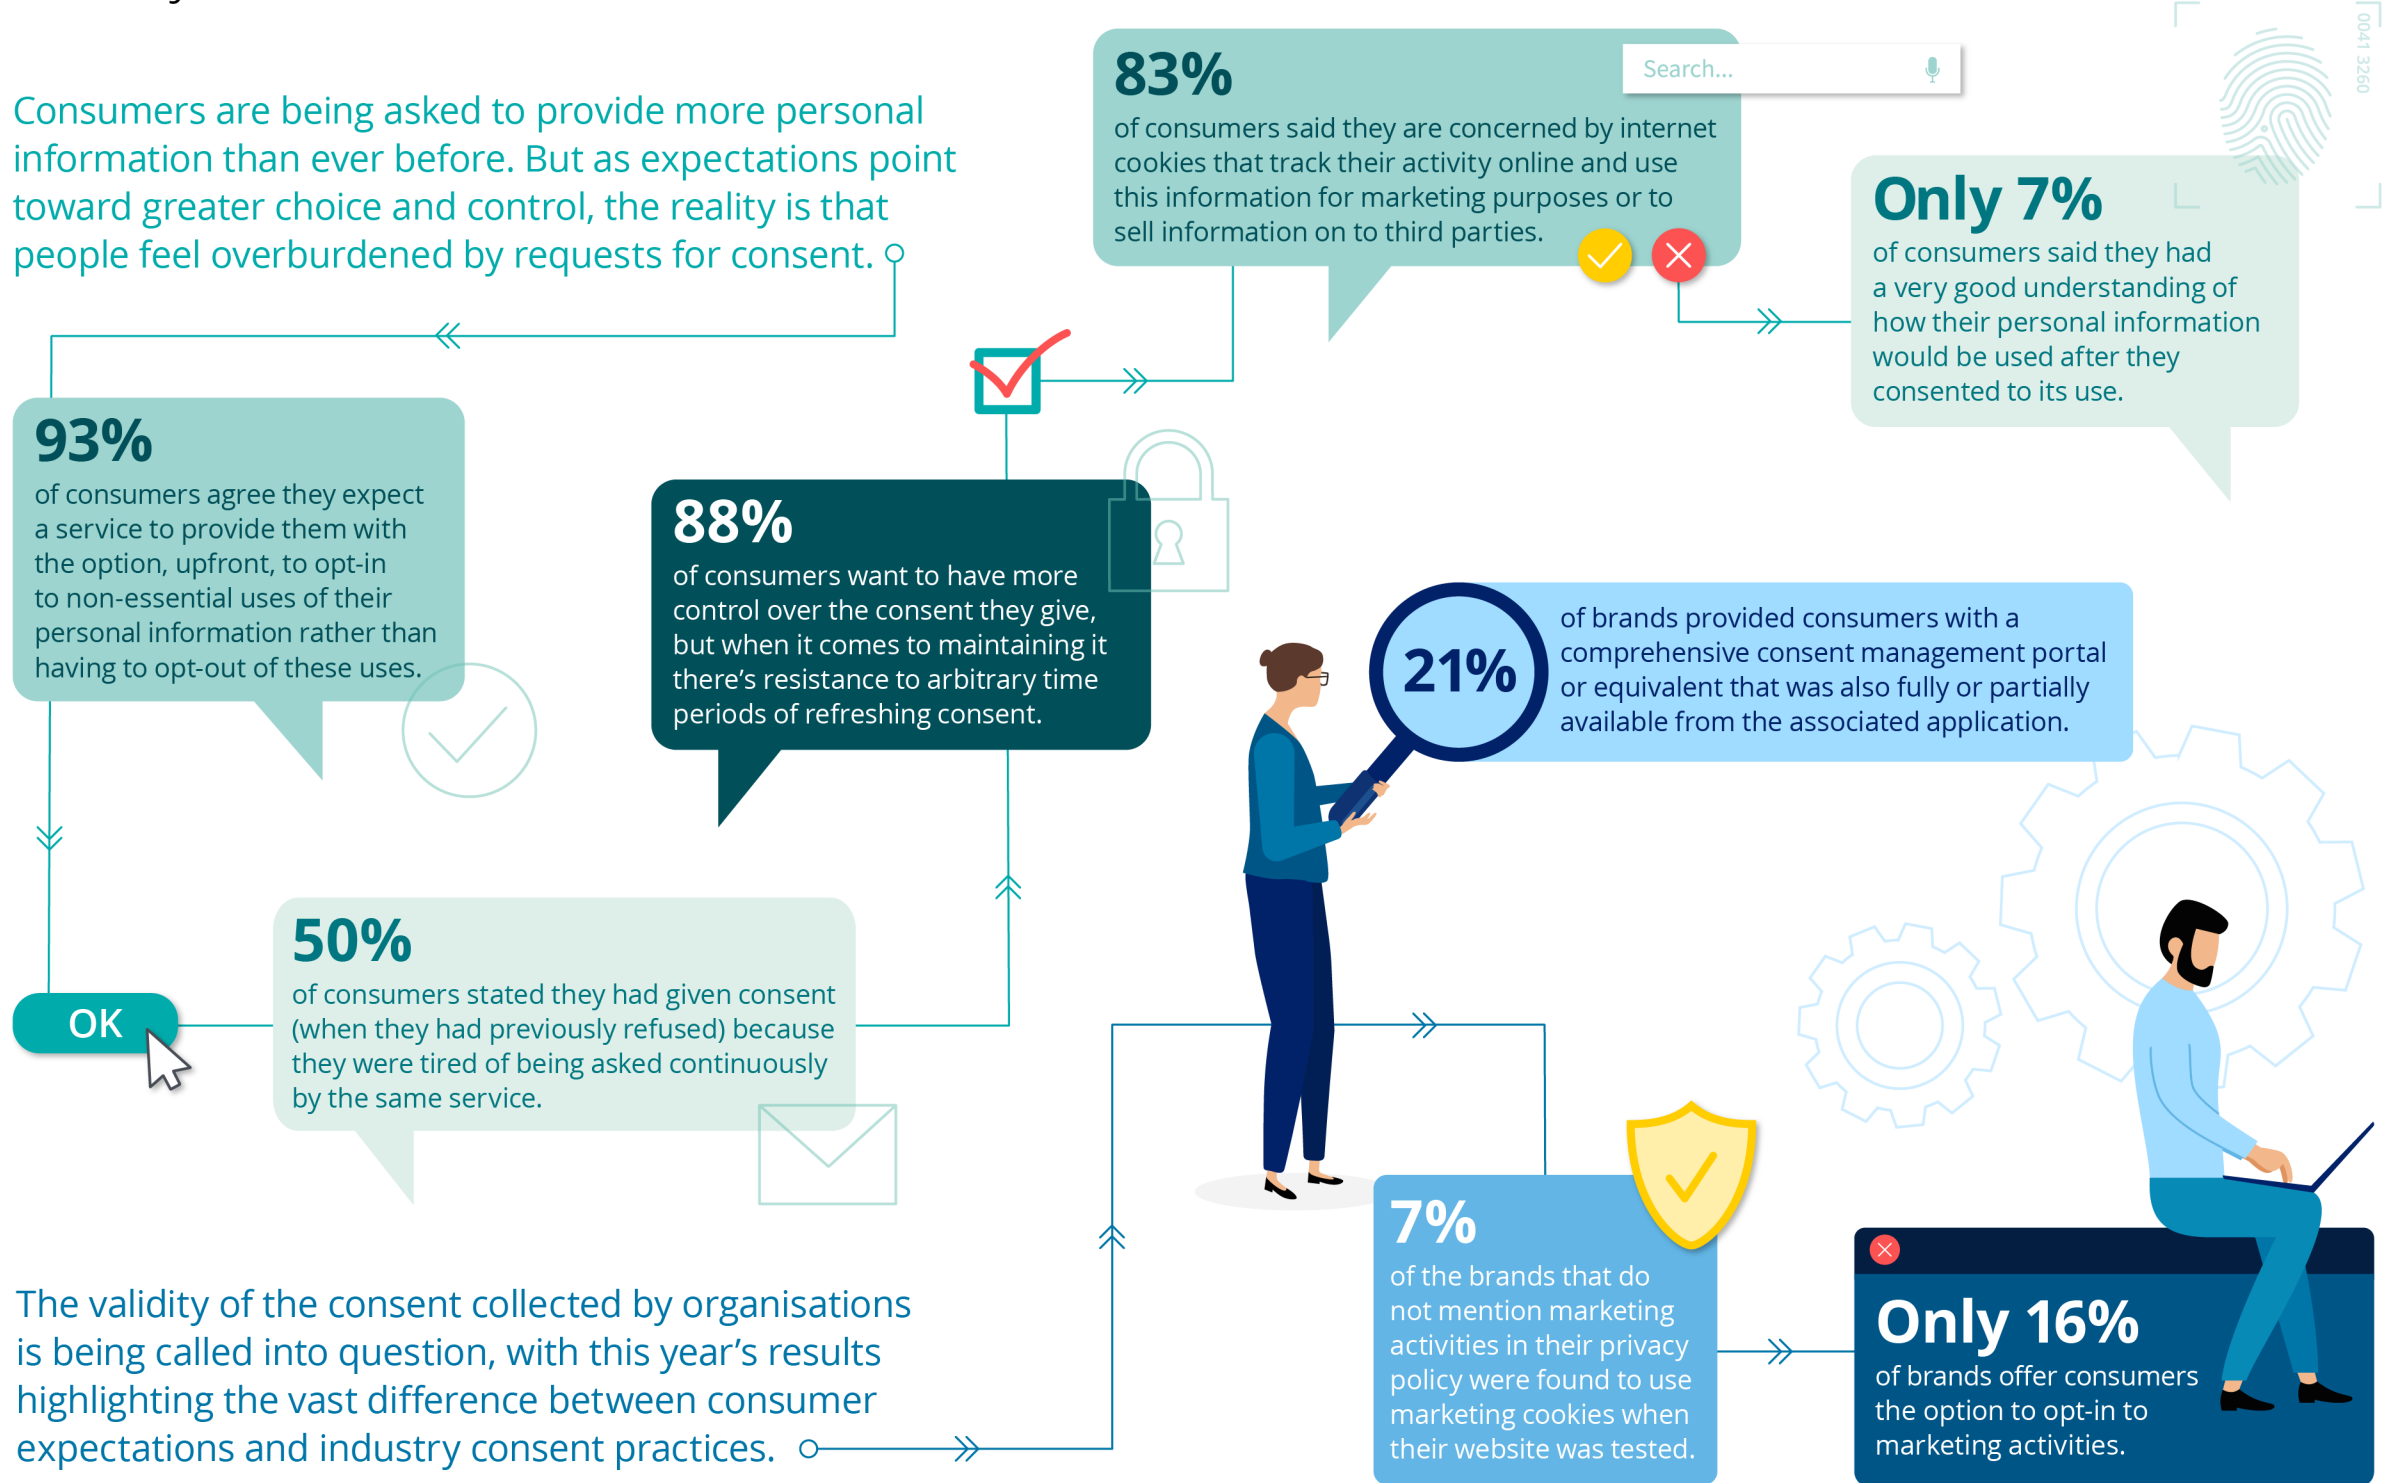 Consumers are being asked to provide more personal
information than ever before. But as expectations point
toward greater choice and control, the reality is that
people feel overburdened by requests for consent.
93%
of consumers agree they expect
a service to provide them with
the option, upfront, to opt-in
to non-essential uses of their
personal information rather than
having to opt-out of these uses.
OK
50%
of consumers stated they had given consent
(when they had previously refused) because
they were tired of being asked continuously
by the same service.
88%
of consumers want to have more
control over the consent they give,
but when it comes to maintaining it
there’s resistance to arbitrary time
periods of refreshing consent.
83%
Search...
of consumers said they are concerned by internet
cookies that track their activity online and use
this information for marketing purposes or to
sell information on to third parties.
0041 3260
Only 7%
of consumers said they had
a very good understanding of
how their personal information
would be used after they
consented to its use.
The validity of the consent collected by organisations
is being called into question, with this year’s results
highlighting the vast difference between consumer
expectations and industry consent practices.
21%
of brands provided consumers with a
comprehensive consent management portal
or equivalent that was also fully or partially
available from the associated application.
7%
of the brands that do
not mention marketing
activities in their privacy
policy were found to use
marketing cookies when
their website was tested.
Only 16%
of brands offer consumers
the option to opt-in to
marketing activities.